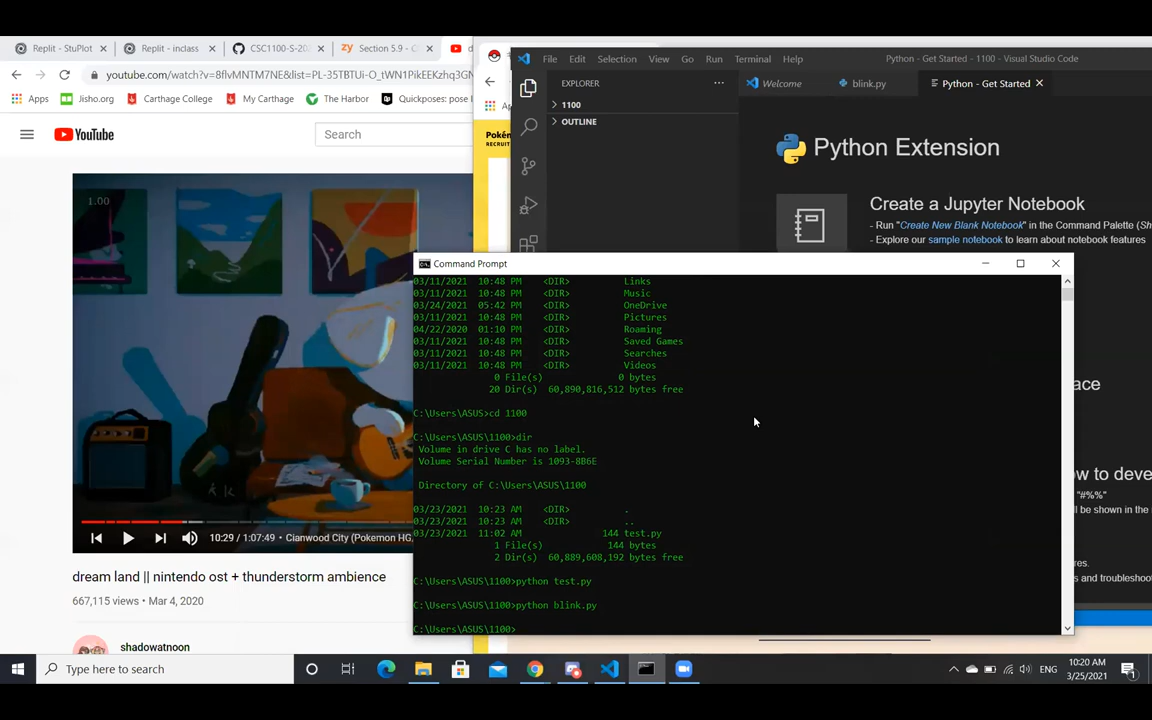 Replit - StuPlot
Replit - inclass
CSC1100-S-20
Section 5.9 - C
youtube.com/watch?v=8flvMNTM7NE&list=PL-35TBTUi-O_tWN1PikEEKzhq3GN
Apps
Jisho.org
Carthage College
My Carthage
The Harbor
Quickposes: pose l
YouTube
Search
1.00
10:29 / 1:07:49 • Cianwood City (Pokemon HG,
dream land || nintendo ost + thunderstorm ambience
667,115 views • Mar 4, 2020
shadowatnoon
Pokém
RECRUIT
File Edit Selection View Go Run Terminal Help
Python - Get Started - 1100 - Visual Studio Code
EXPLORER
1100
OUTLINE
Welcome
blink.py
Python - Get Started
Python Extension
Create a Jupyter Notebook
- Run "Create New Blank Notebook" in the Command Palette (Sh
- Explore our sample notebook to learn about notebook features
ace
ow to deve
"#%%"
ll be shown in the
res.
s and troubleshoot
Command Prompt
03/11/2021 10:48 PM <DIR> Links
03/11/2021 10:48 PM <DIR> Music
03/24/2021 05:42 PM <DIR> OneDrive
03/11/2021 10:48 PM <DIR> Pictures
04/22/2020 01:10 PM <DIR> Roaming
03/11/2021 10:48 PM <DIR> Saved Games
03/11/2021 10:48 PM <DIR> Searches
03/11/2021 10:48 PM <DIR> Videos
0 File(s) 0 bytes
20 Dir(s) 60,890,816,512 bytes free
C:\Users\ASUS>cd 1100
C:\Users\ASUS\1100>dir
Volume in drive C has no label.
Volume Serial Number is 1093-8B6E
Directory of C:\Users\ASUS\1100
03/23/2021 10:23 AM <DIR> .
03/23/2021 10:23 AM <DIR> ..
03/23/2021 11:02 AM 144 test.py
1 File(s) 144 bytes
2 Dir(s) 60,889,608,192 bytes free
C:\Users\ASUS\1100>python test.py
C:\Users\ASUS\1100>python blink.py
C:\Users\ASUS\1100>
Type here to search
ENG
10:20 AM
3/25/2021